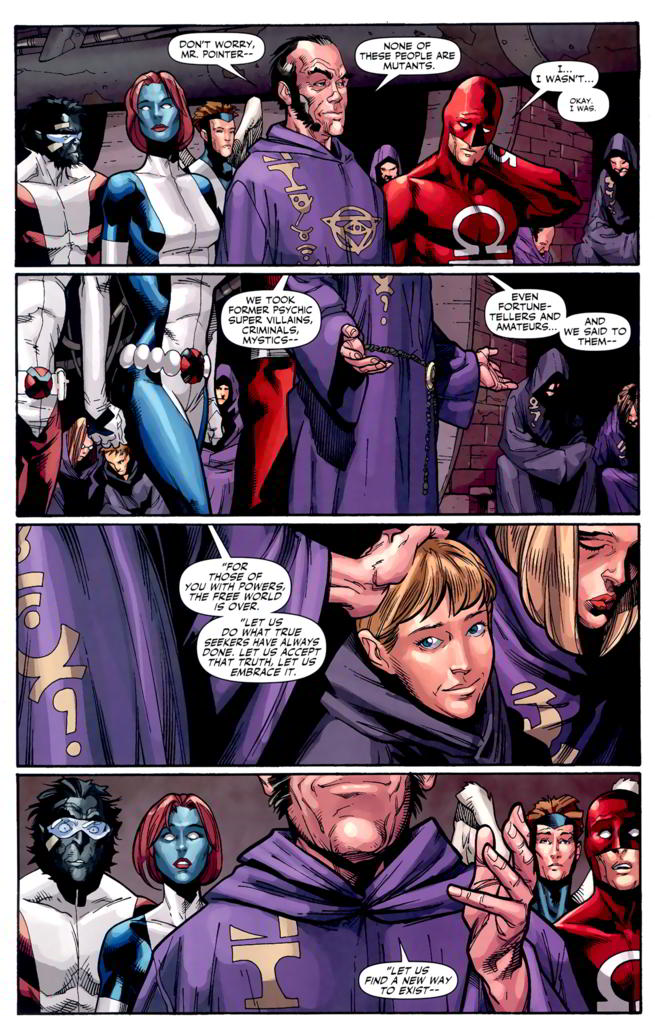 DON'T WORRY,
MR. POINTER--
NONE OF
THESE PEOPLE ARE
MUTANTS.
I...
I WASN'T...
OKAY.
I WAS.
WE TOOK
FORMER PSYCHIC
SUPER VILLAINS,
CRIMINALS,
MYSTICS--
EVEN
FORTUNE-
TELLERS AND
AMATEURS...
AND
WE SAID TO
THEM--
"FOR
THOSE OF
YOU WITH POWERS,
THE FREE WORLD
IS OVER.
"LET US
DO WHAT TRUE
SEEKERS HAVE ALWAYS
DONE. LET US ACCEPT
THAT TRUTH, LET US
EMBRACE IT.
"LET US
FIND A NEW WAY
TO EXIST--